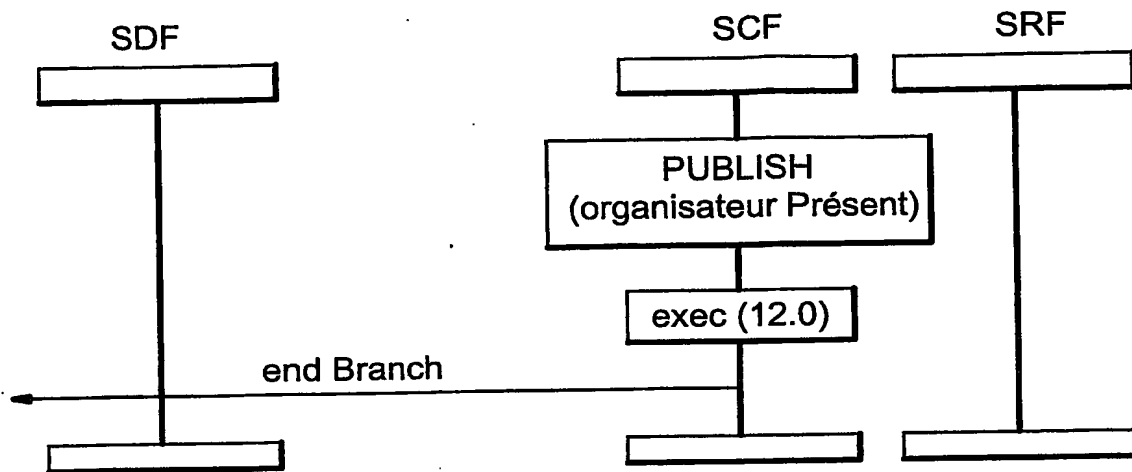 SDF
SCF
SRF
PUBLISH
(organisateur Présent)
exec (12.0)
end Branch